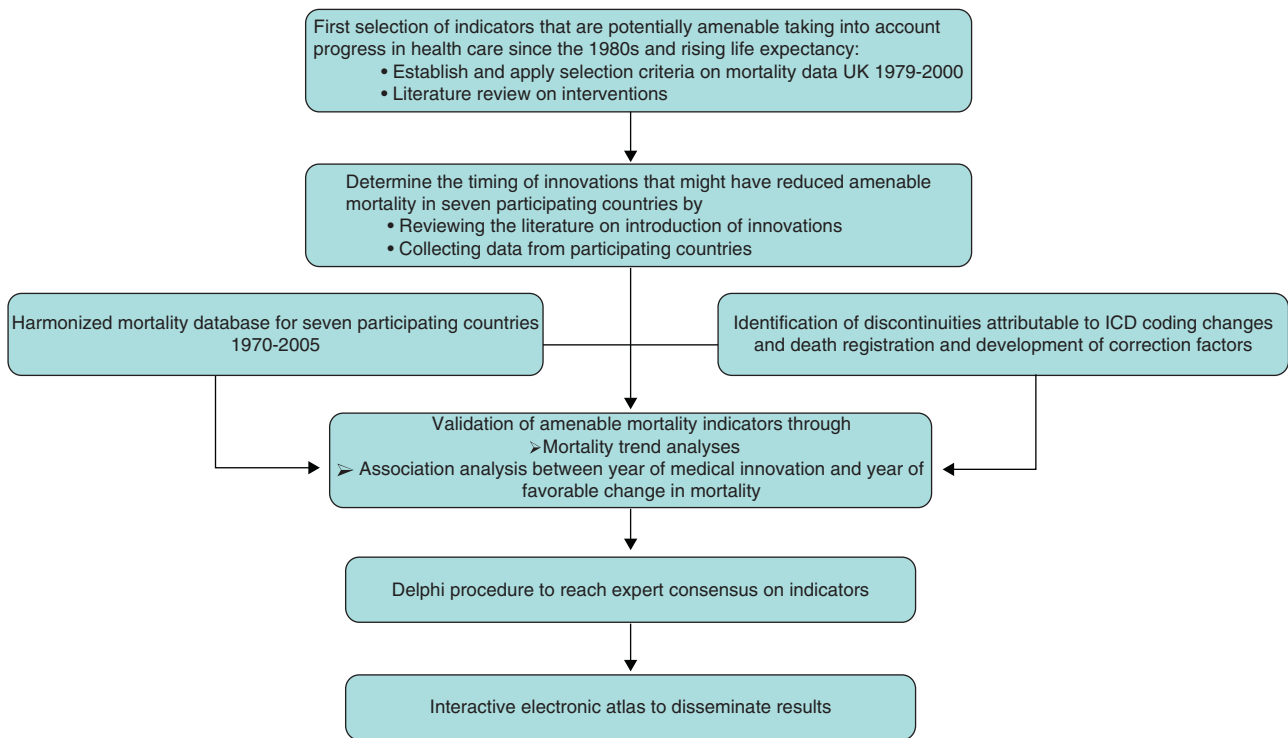 First selection of indicators that are potentially amenable taking into account
progress in health care since the 1980s and rising life expectancy:
• Establish and apply selection criteria on mortality data UK 1979-2000
• Literature review on interventions
Determine the timing of innovations that might have reduced amenable
mortality in seven participating countries by
• Reviewing the literature on introduction of innovations
• Collecting data from participating countries
Harmonized mortality database for seven participating countries
1970-2005
Identification of discontinuities attributable to ICD coding changes
and death registration and development of correction factors
Validation of amenable mortality indicators through
➢Mortality trend analyses
➢ Association analysis between year of medical innovation and year of
favorable change in mortality
Delphi procedure to reach expert consensus on indicators
Interactive electronic atlas to disseminate results